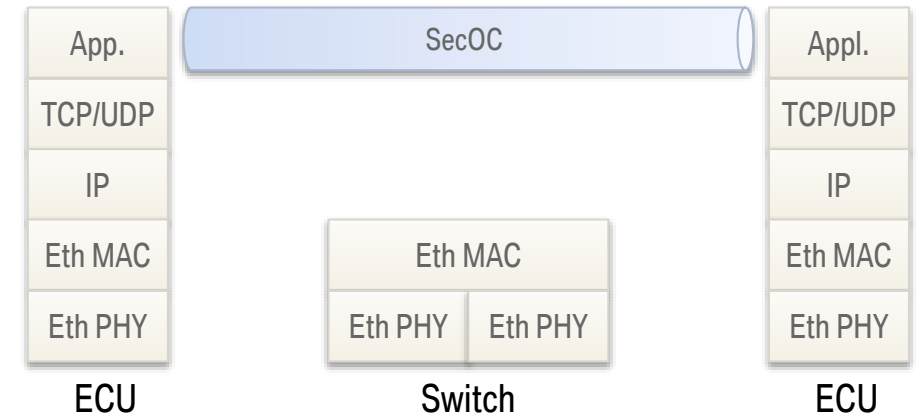 App.
SecOC
Appl.
TCP/UDP
TCP/UDP
IP
IP
Eth MAC
Eth MAC
Eth MAC
Eth PHY
Eth PHY
Eth PHY
Eth PHY
ECU
Switch
ECU